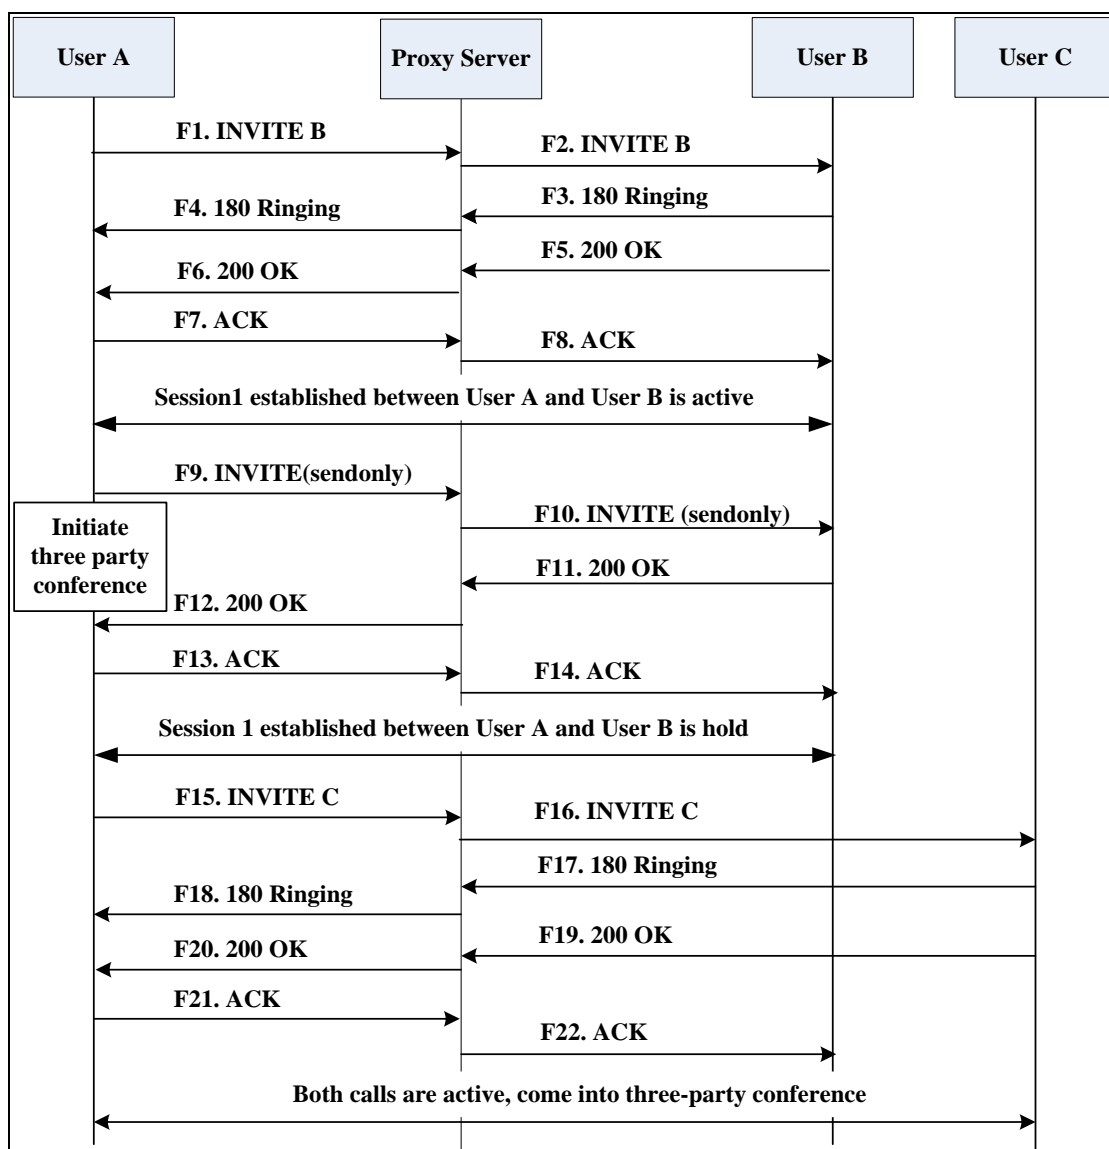 User A
Proxy Server
User B
User C
F1. INVITE B
F2. INVITE B
F3. 180 Ringing
F4. 180 Ringing
F5. 200 OK
F6. 200 OK
F7. ACK
F8. ACK
Session1 established between User A and User B is active
F9. INVITE(sendonly)
F10. INVITE (sendonly)
Initiate
three party
conference
F11. 200 OK
F12. 200 OK
F13. ACK
F14. ACK
Session 1 established between User A and User B is hold
F15. INVITE C
F16. INVITE C
F17. 180 Ringing
F18. 180 Ringing
F19. 200 OK
F20. 200 OK
F21. ACK
F22. ACK
Both calls are active, come into three-party conference